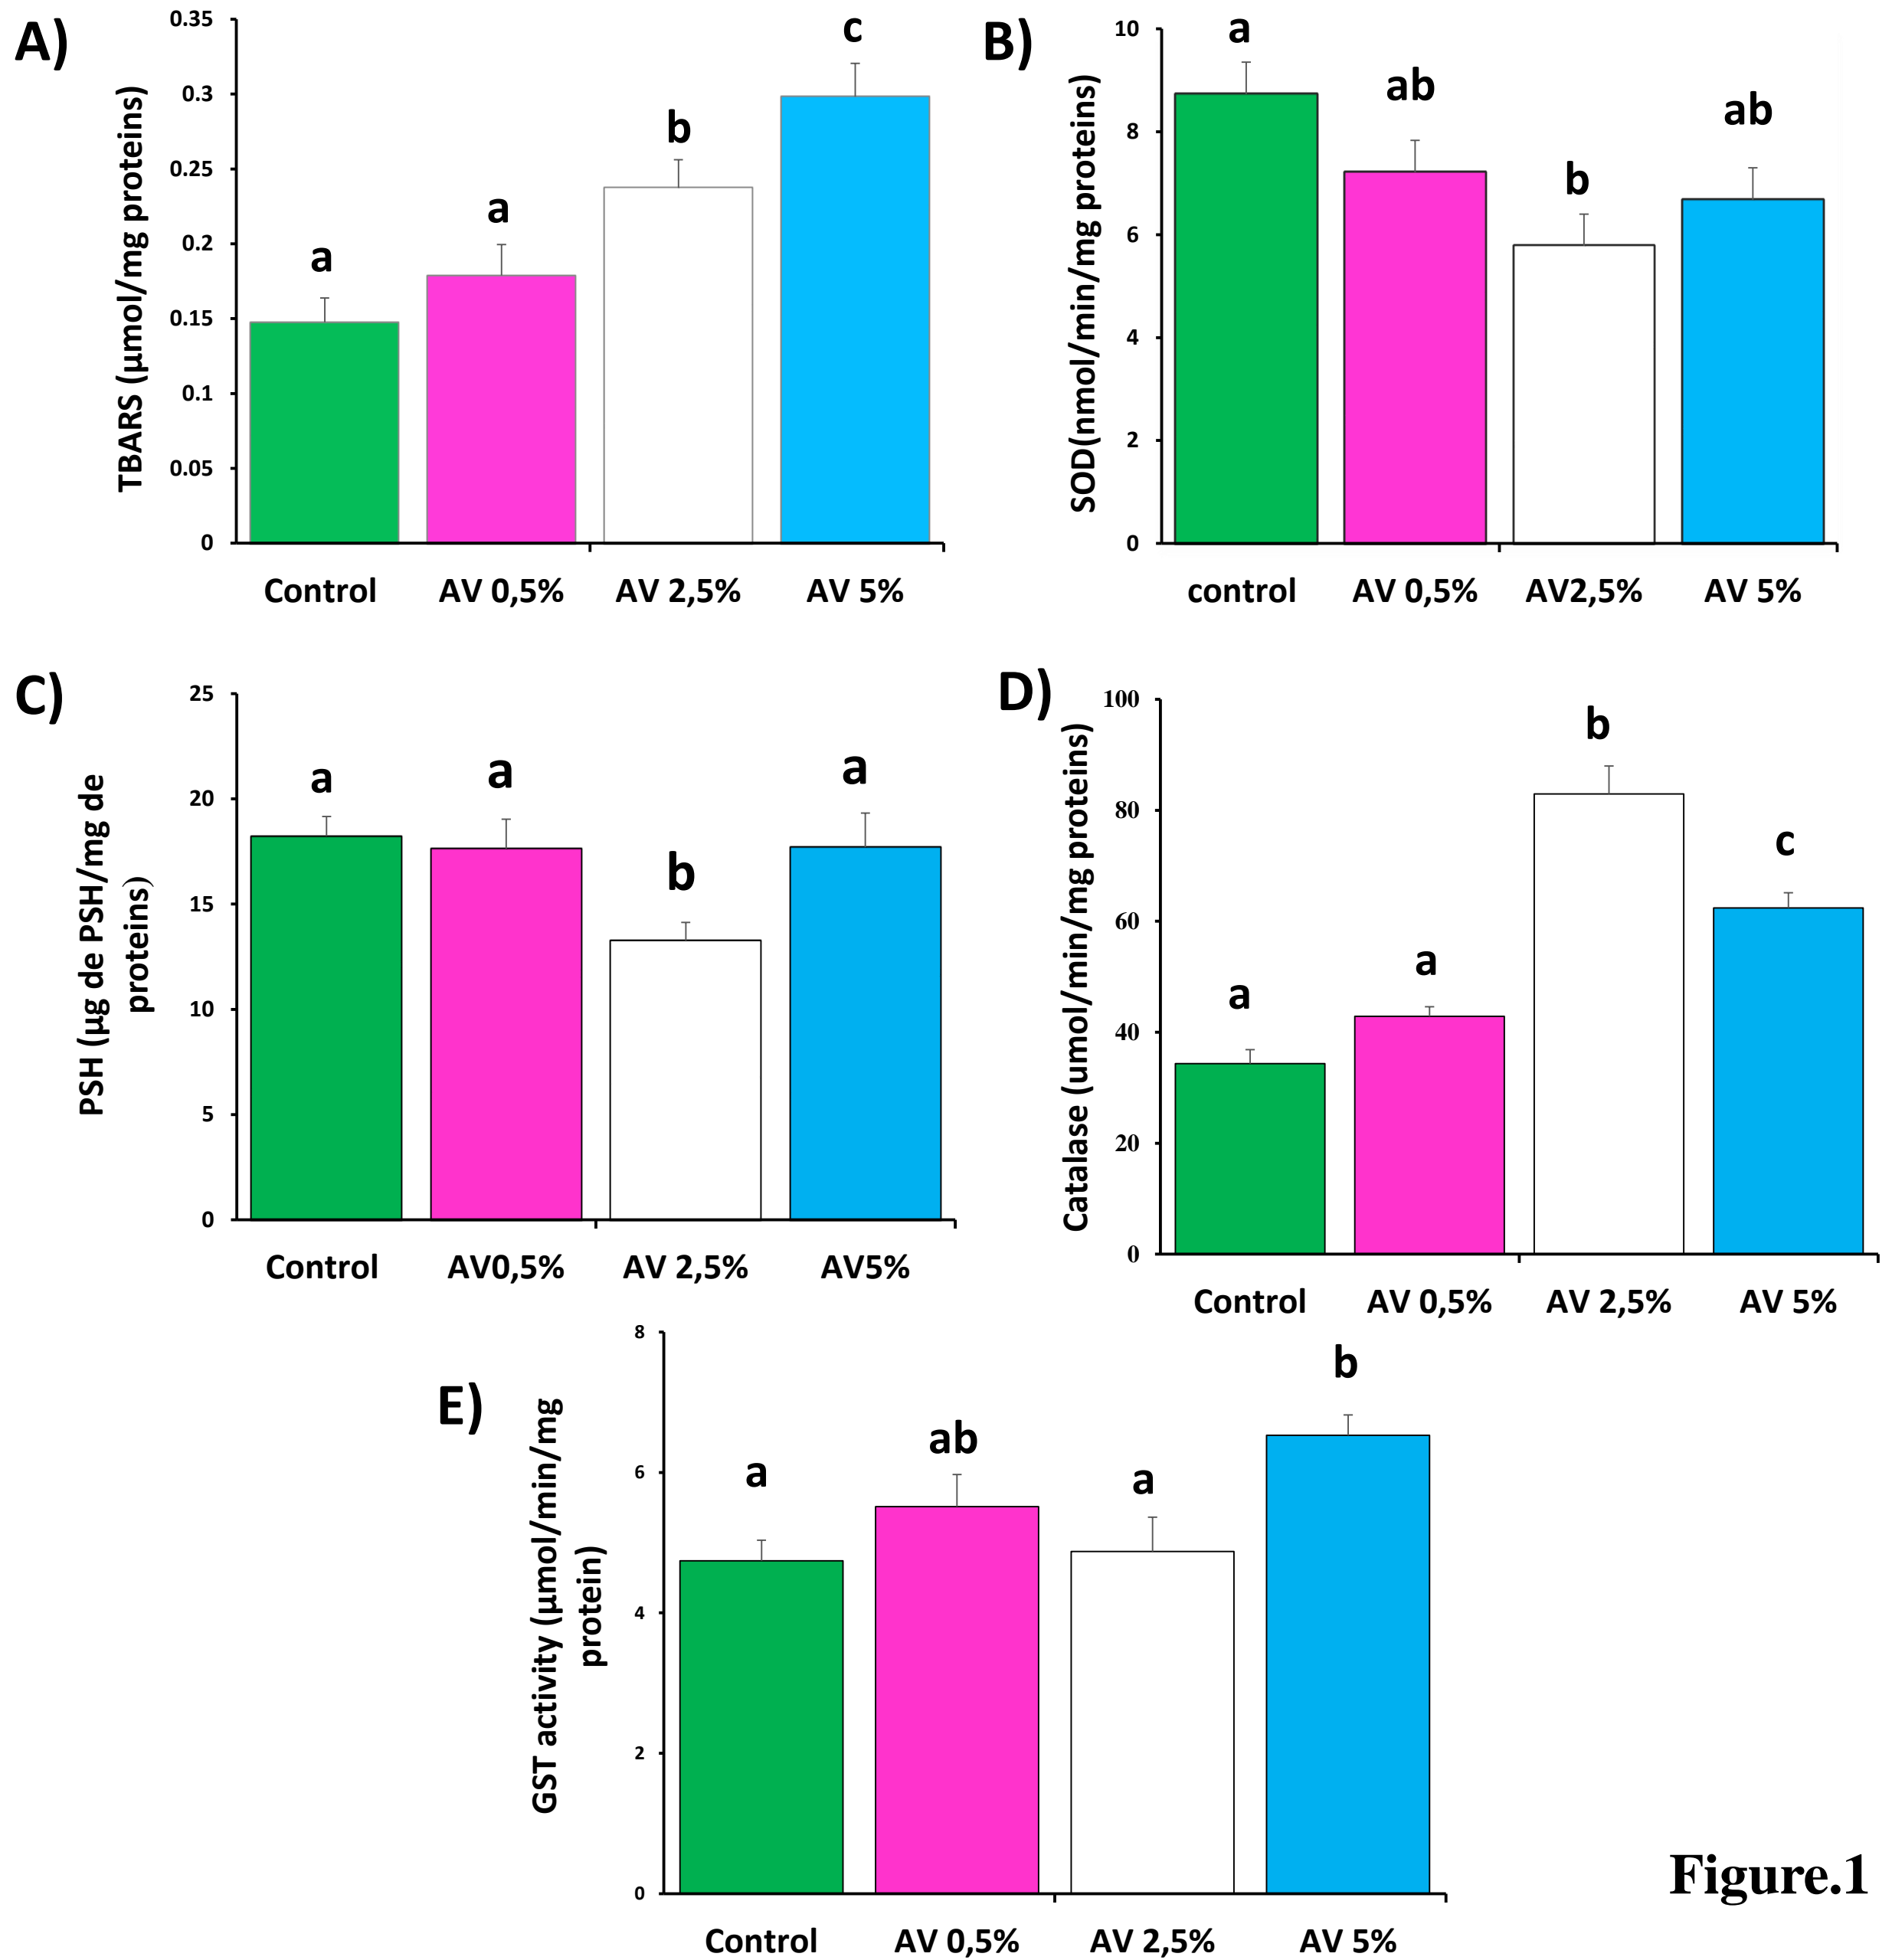 A)
TBARS (µmol/mg proteins)
0.35
0.3
0.25
0.2
0.15
0.1
0.05
0
a
a
b
c
Control AV 0,5% AV 2,5% AV 5%
B)
SOD(nmol/min/mg proteins)
10
8
6
4
2
0
a
ab
b
ab
control AV 0,5% AV2,5% AV 5%
C)
PSH (µg de PSH/mg de
proteins)
25
20
15
10
5
0
a
a
b
a
Control AV0,5% AV 2,5% AV5%
D)
Catalase (umol/min/mg proteins)
100
80
60
40
20
0
a
a
b
c
Control AV 0,5% AV 2,5% AV 5%
E)
GST activity (µmol/min/mg
protein)
8
6
4
2
0
a
ab
a
b
Control AV 0,5% AV 2,5% AV 5%
Figure.1